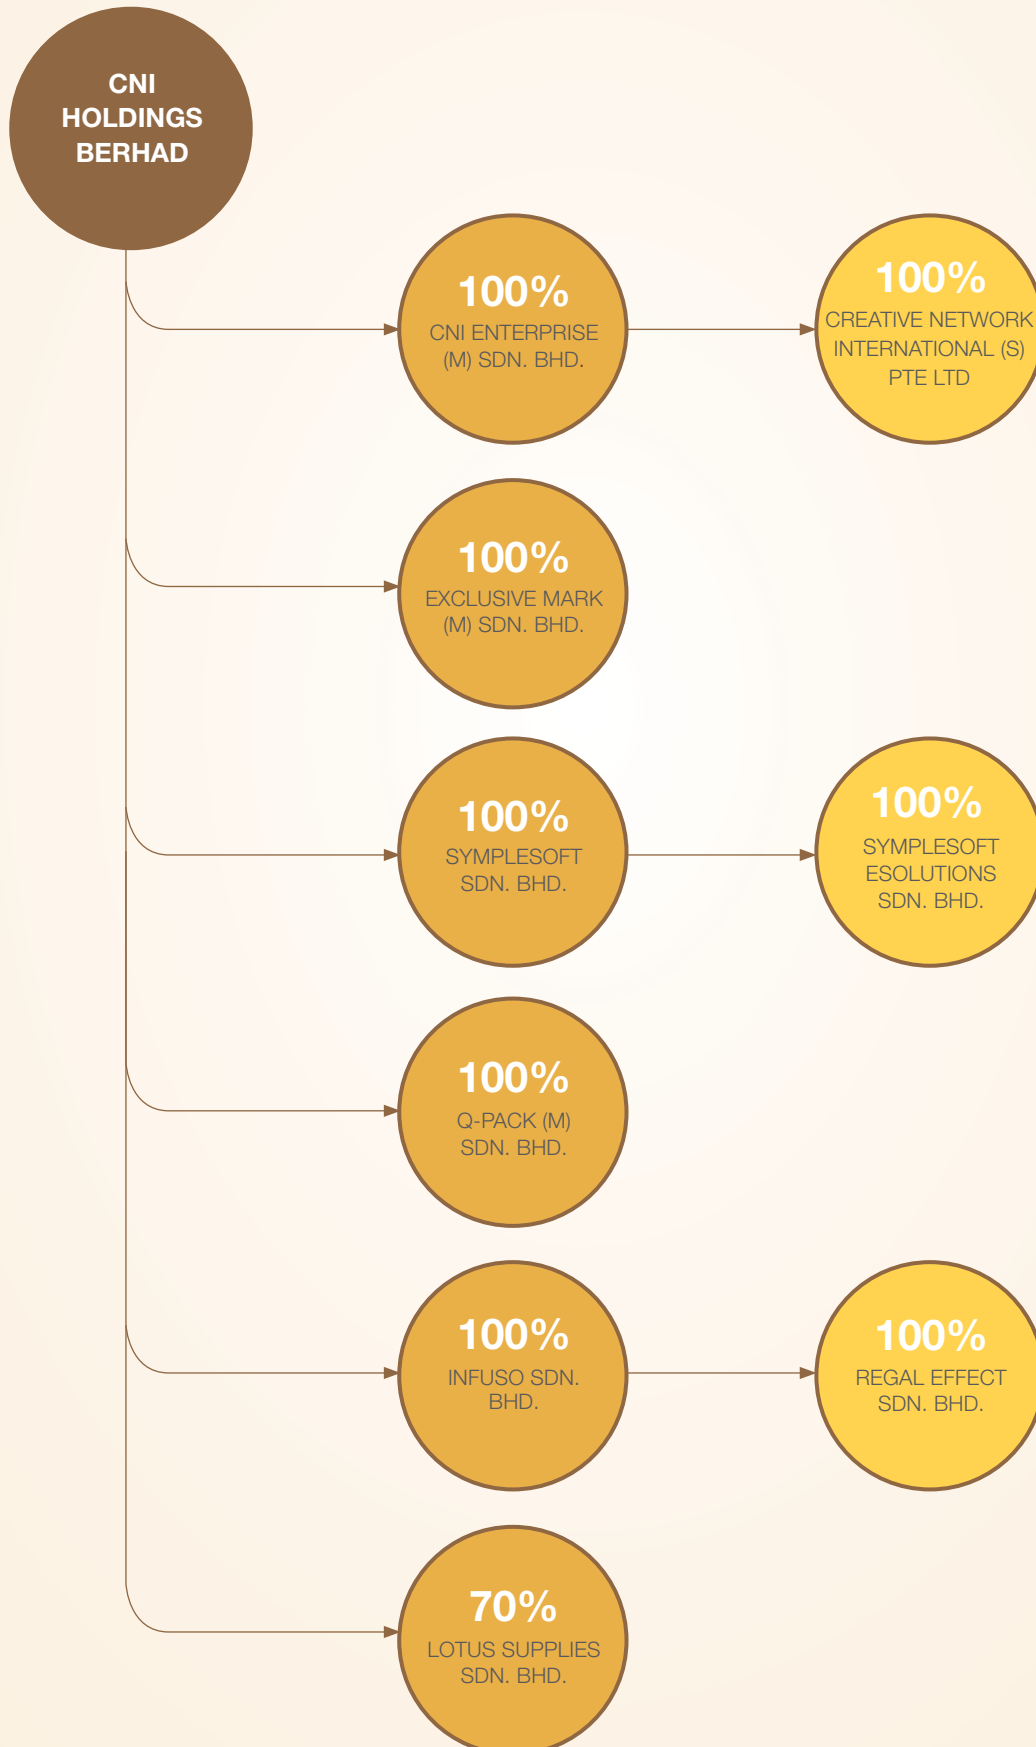 CNI
HOLDINGS
BERHAD
100%
CNI ENTERPRISE
(M) SDN. BHD.
100%
CREATIVE NETWORK
INTERNATIONAL (S)
PTE LTD
100%
EXCLUSIVE MARK
(M) SDN. BHD.
100%
SYMPLESOFT
SDN. BHD.
100%
SYMPLESOFT
ESOLUTIONS
SDN. BHD.
100%
Q-PACK (M)
SDN. BHD.
100%
INFUSO SDN.
BHD.
100%
REGAL EFFECT
SDN. BHD.
70%
LOTUS SUPPLIES
SDN. BHD.